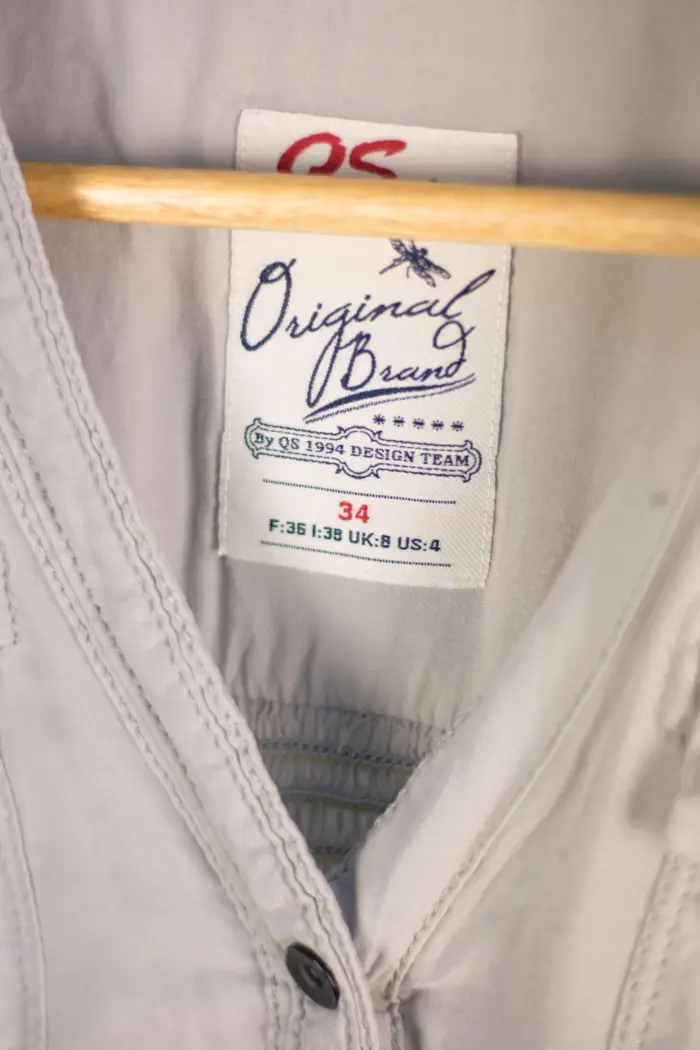 QS
Original
Brand
*****
By QS 1994 DESIGN TEAM
34
F:36 I:38 UK:8 US:4